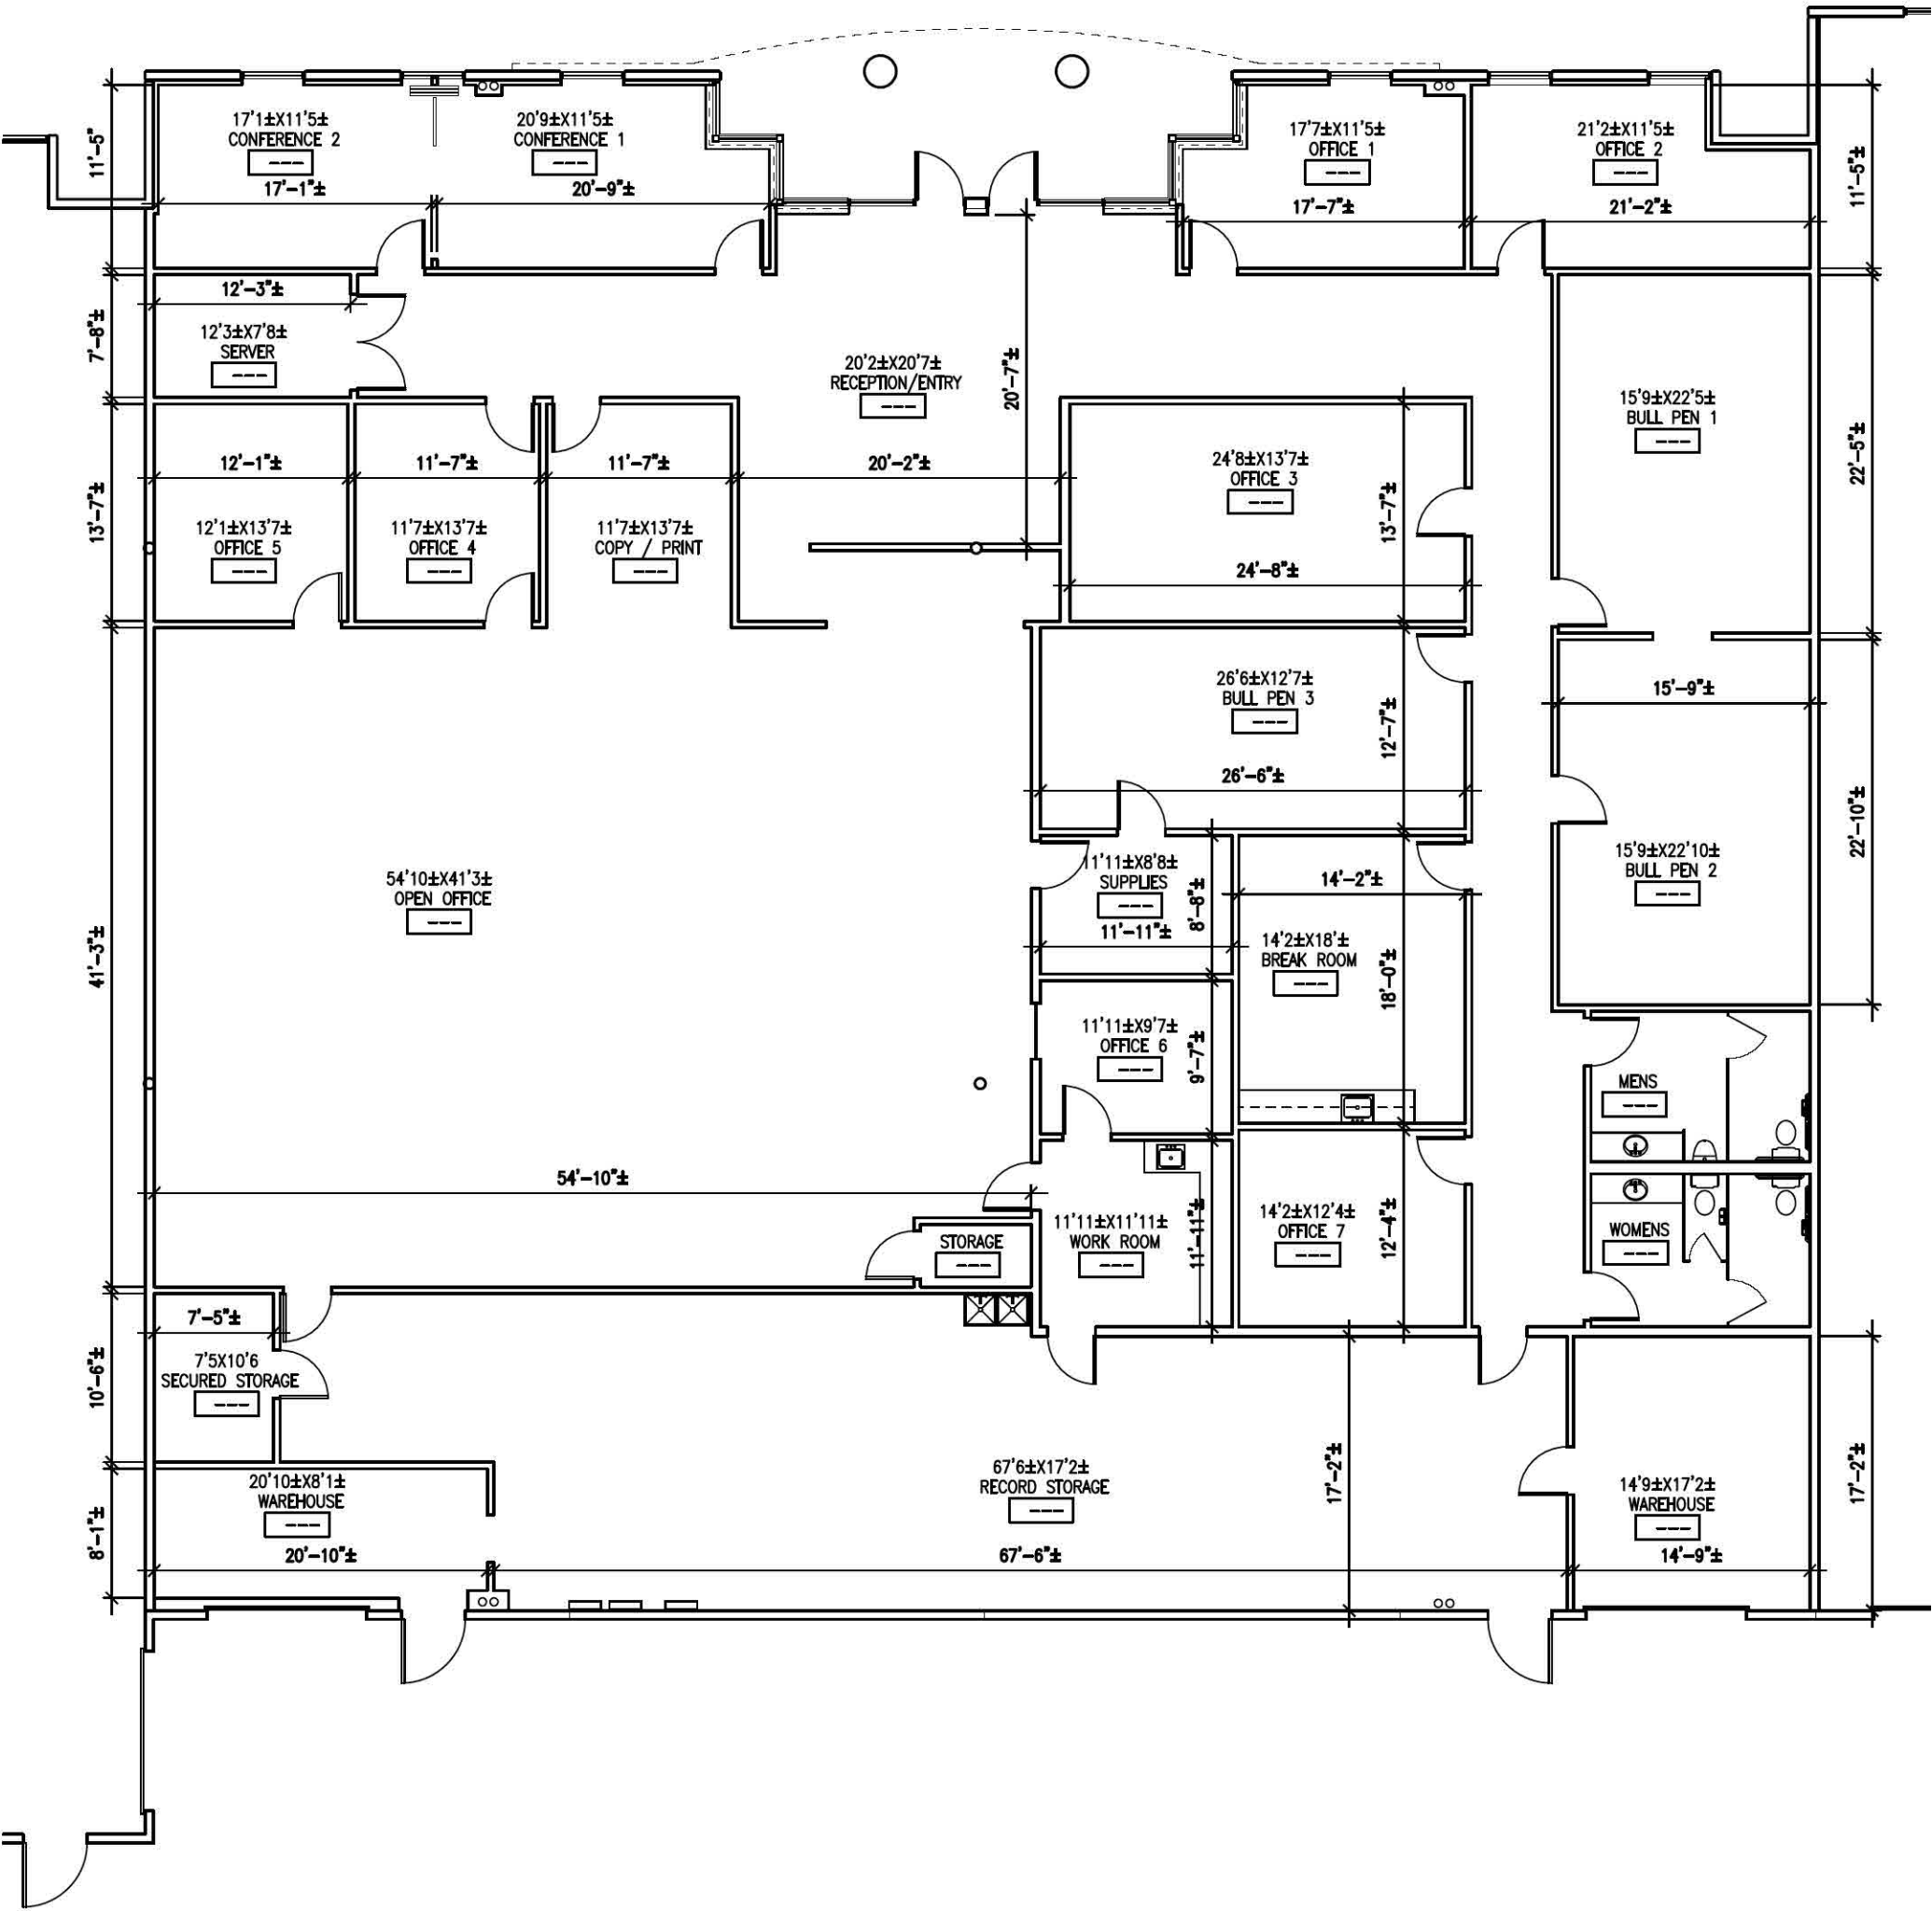 17'1±X11'5±
CONFERENCE 2
---
17'-1"±
20'9±X11'5±
CONFERENCE 1
---
20'-9"±
17'7±X11'5±
OFFICE 1
---
17'-7"±
21'2±X11'5±
OFFICE 2
---
21'-2"±
11'-5"
11'-5"±
12'-3"±
12'3±X7'8±
SERVER
---
7'-8"±
20'2±X20'7±
RECEPTION/ENTRY
---
20'-7"±
20'-2"±
15'9±X22'5±
BULL PEN 1
---
22'-5"±
12'-1"±
12'1±X13'7±
OFFICE 5
---
13'-7"±
11'-7"±
11'7±X13'7±
OFFICE 4
---
11'-7"±
11'7±X13'7±
COPY / PRINT
---
24'8±X13'7±
OFFICE 3
---
13'-7"±
24'-8"±
26'6±X12'7±
BULL PEN 3
---
12'-7"±
26'-6"±
15'-9"±
15'9±X22'10±
BULL PEN 2
---
22'-10"±
54'10±X41'3±
OPEN OFFICE
---
41'-3"±
54'-10"±
11'11±X8'8±
SUPPLIES
---
8'-8"±
11'-11"±
14'-2"±
14'2±X18'±
BREAK ROOM
---
18'-0"±
11'11±X9'7±
OFFICE 6
---
9'-7"±
MENS
---
WOMENS
---
STORAGE
---
11'11±X11'11±
WORK ROOM
---
11'-11"±
14'2±X12'4±
OFFICE 7
---
12'-4"±
7'-5"±
7'5X10'6
SECURED STORAGE
---
10'-6"±
20'10±X8'1±
WAREHOUSE
---
8'-1"±
20'-10"±
67'6±X17'2±
RECORD STORAGE
---
67'-6"±
17'-2"±
14'9±X17'2±
WAREHOUSE
---
14'-9"±
17'-2"±